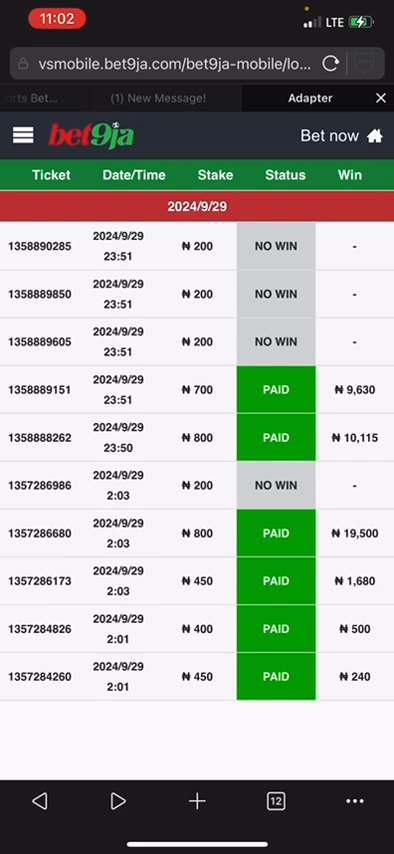 11:02
LTE
vsmobile.bet9ja.com/bet9ja-mobile/lo...
orts Bet...
(1) New Message!
Adapter
bet9ja
Bet now
Ticket Date/Time Stake Status Win
2024/9/29
1358890285 2024/9/29 23:51 ₦ 200 NO WIN -
1358889850 2024/9/29 23:51 ₦ 200 NO WIN -
1358889605 2024/9/29 23:51 ₦ 200 NO WIN -
1358889151 2024/9/29 23:51 ₦ 700 PAID ₦ 9,630
1358888262 2024/9/29 23:50 ₦ 800 PAID ₦ 10,115
1357286986 2024/9/29 2:03 ₦ 200 NO WIN -
1357286680 2024/9/29 2:03 ₦ 800 PAID ₦ 19,500
1357286173 2024/9/29 2:03 ₦ 450 PAID ₦ 1,680
1357284826 2024/9/29 2:01 ₦ 400 PAID ₦ 500
1357284260 2024/9/29 2:01 ₦ 450 PAID ₦ 240
12